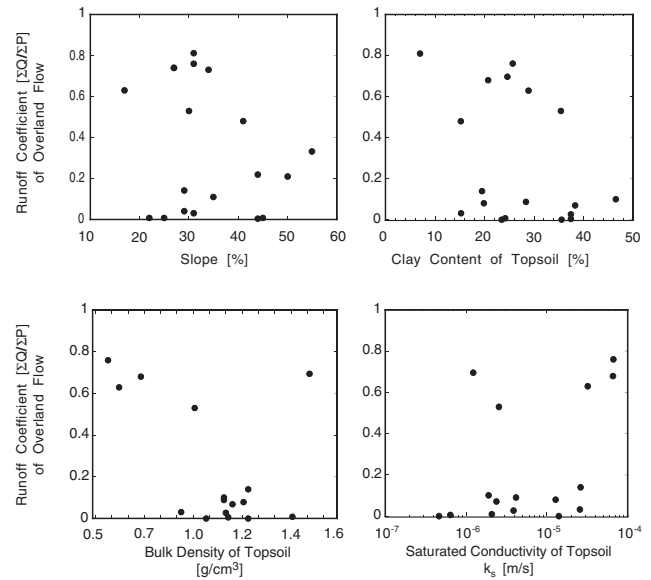 Runoff Coefficient [ΣQ/ΣP]
of Overland Flow
1
0.8
0.6
0.4
0.2
0
10 20 30 40 50 60
Slope [%]
1
0.8
0.6
0.4
0.2
0
0 10 20 30 40 50
Clay Content of Topsoil [%]
Runoff Coefficient [ΣQ/ΣP]
of Overland Flow
1
0.8
0.6
0.4
0.2
0
0.5 0.7 1.0 1.2 1.4 1.6
Bulk Density of Topsoil
[g/cm³]
1
0.8
0.6
0.4
0.2
0
10⁻⁷ 10⁻⁶ 10⁻⁵ 10⁻⁴
Saturated Conductivity of Topsoil
kₛ [m/s]